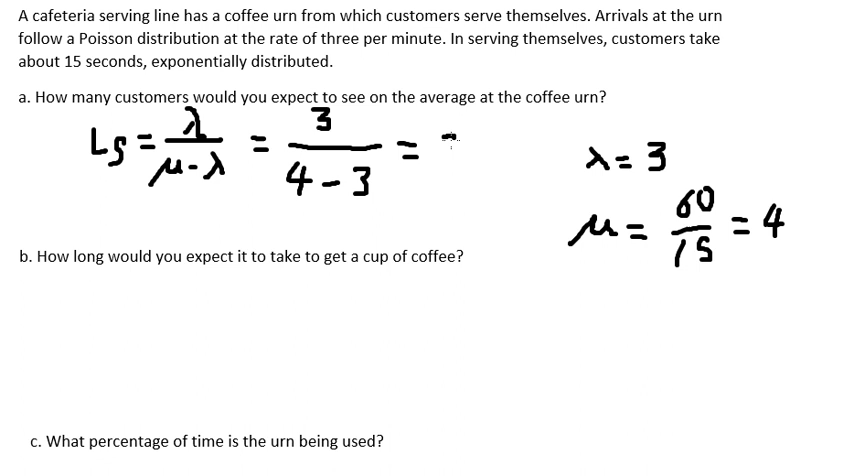 A cafeteria serving line has a coffee urn from which customers serve themselves. Arrivals at the urn
follow a Poisson distribution at the rate of three per minute. In serving themselves, customers take
about 15 seconds, exponentially distributed.
a. How many customers would you expect to see on the average at the coffee urn?
Ls = λ / μ - λ = 3 / 4 - 3 =
λ = 3
μ = 60 / 15 = 4
b. How long would you expect it to take to get a cup of coffee?
c. What percentage of time is the urn being used?